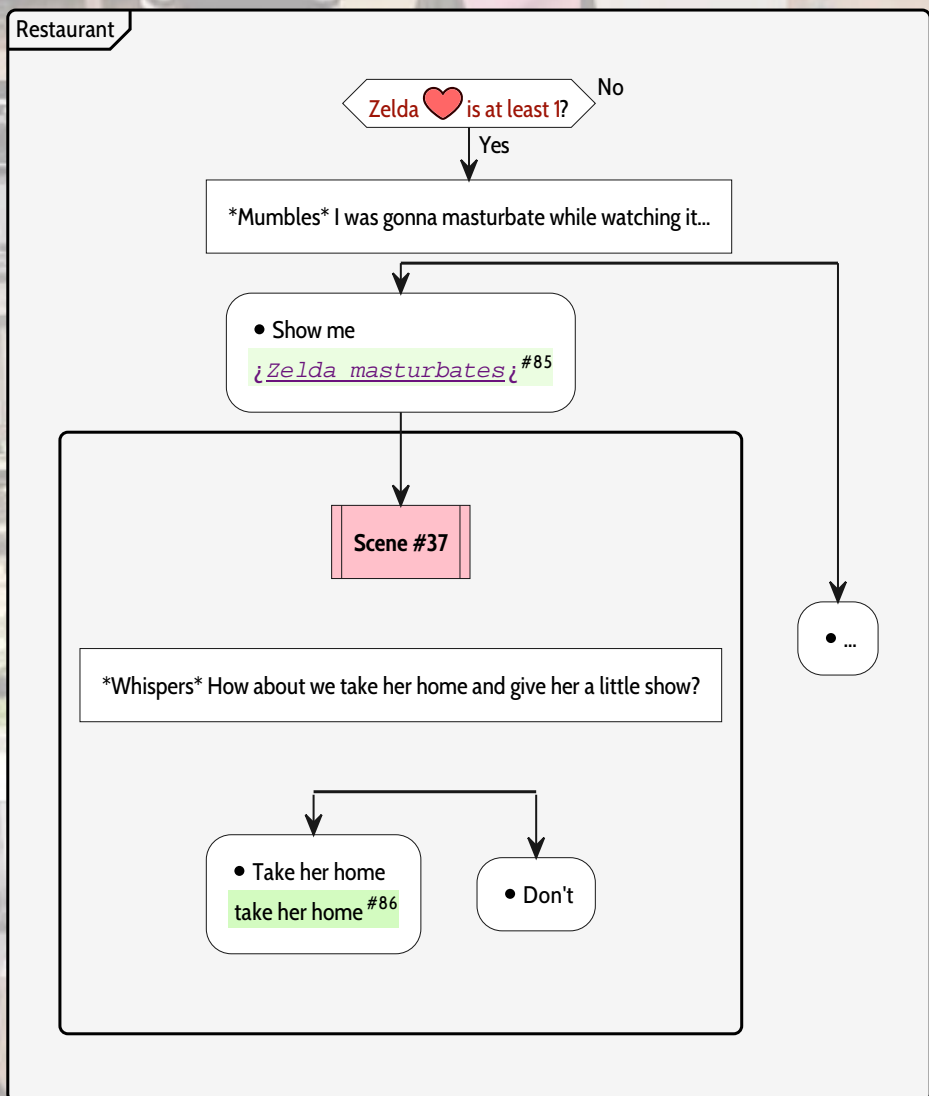 Restaurant
Zelda is at least 1?
No
Yes
*Mumbles* I was gonna masturbate while watching it...
• Show me
¿Zelda masturbates¿ #85
Scene #37
• ...
*Whispers* How about we take her home and give her a little show?
• Take her home
take her home #86
• Don't